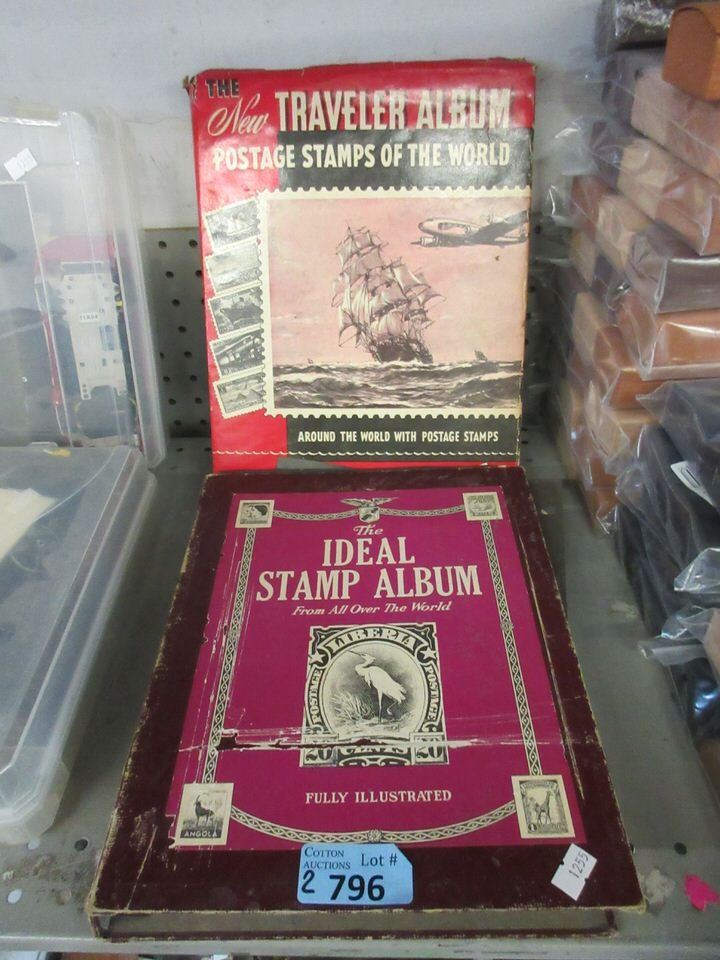 THE
New TRAVELER ALBUM
POSTAGE STAMPS OF THE WORLD
AROUND THE WORLD WITH POSTAGE STAMPS
The
IDEAL
STAMP ALBUM
From All Over The World
LIBERIA
POSTAGE
POSTAGE
20 CENTS 20
ANGOLA
FULLY ILLUSTRATED
COTTON
AUCTIONS
Lot #
2 796
1255